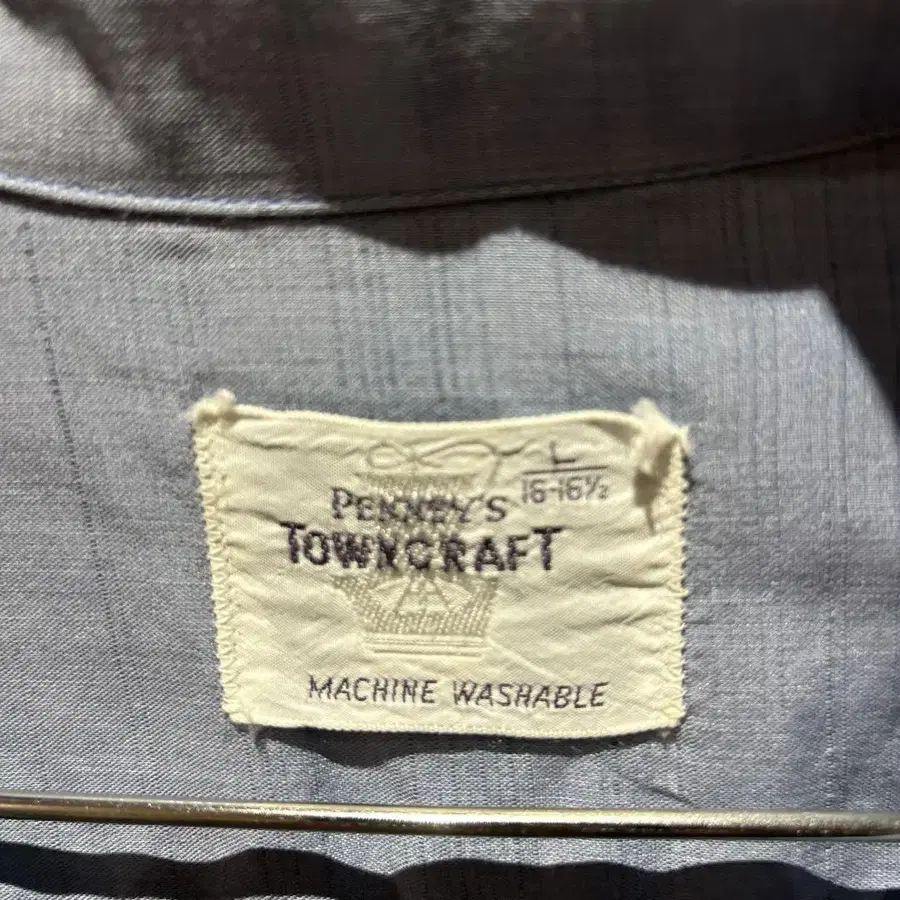 L
16-16½
PENNEY'S
TOWNCRAFT
MACHINE WASHABLE